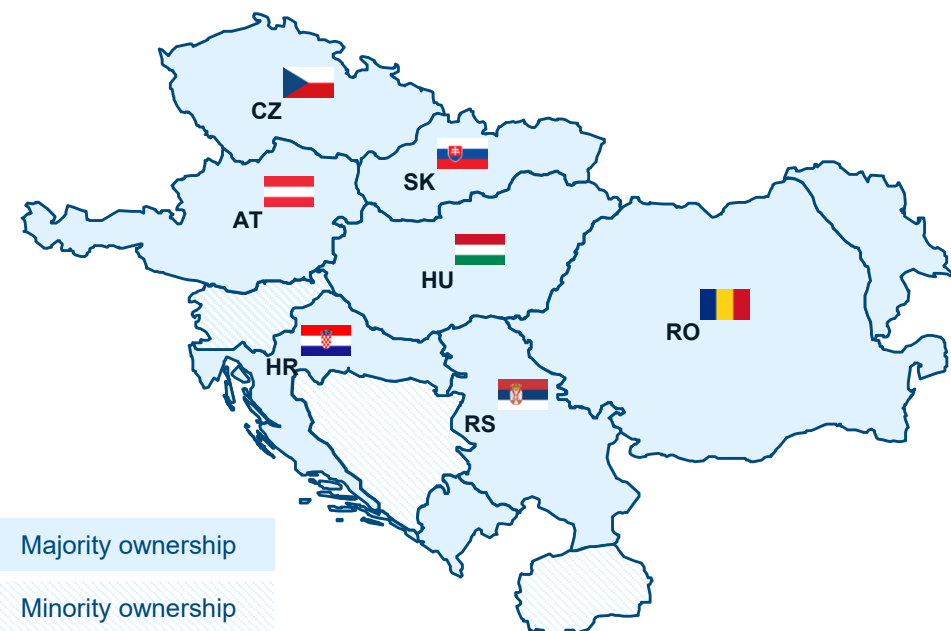 CZ
SK
AT
HU
RO
HR
RS
Majority ownership
Minority ownership